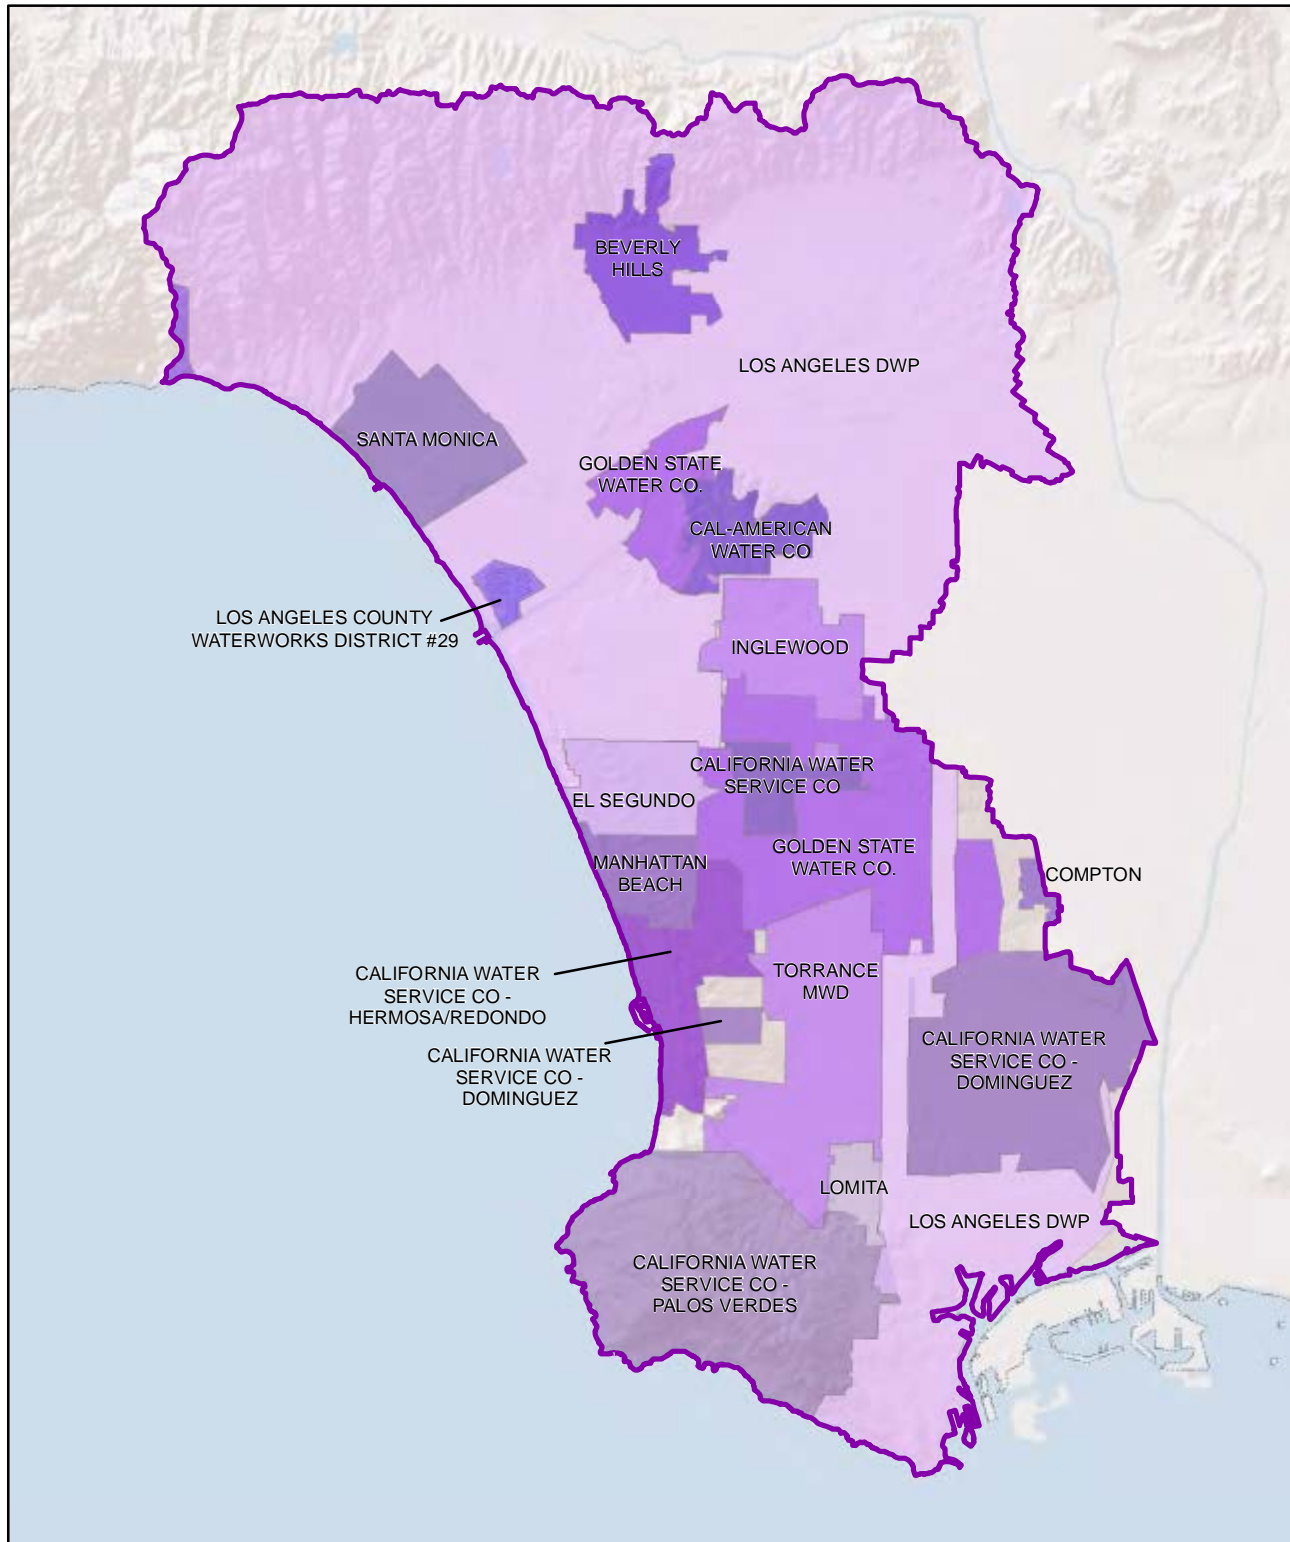 BEVERLY
HILLS
LOS ANGELES DWP
SANTA MONICA
GOLDEN STATE
WATER CO.
CAL-AMERICAN
WATER CO
LOS ANGELES COUNTY
WATERWORKS DISTRICT #29
INGLEWOOD
CALIFORNIA WATER
SERVICE CO
EL SEGUNDO
GOLDEN STATE
WATER CO.
MANHATTAN
BEACH
COMPTON
CALIFORNIA WATER
SERVICE CO -
HERMOSA/REDONDO
TORRANCE
MWD
CALIFORNIA WATER
SERVICE CO -
DOMINGUEZ
CALIFORNIA WATER
SERVICE CO -
DOMINGUEZ
LOMITA
LOS ANGELES DWP
CALIFORNIA WATER
SERVICE CO -
PALOS VERDES